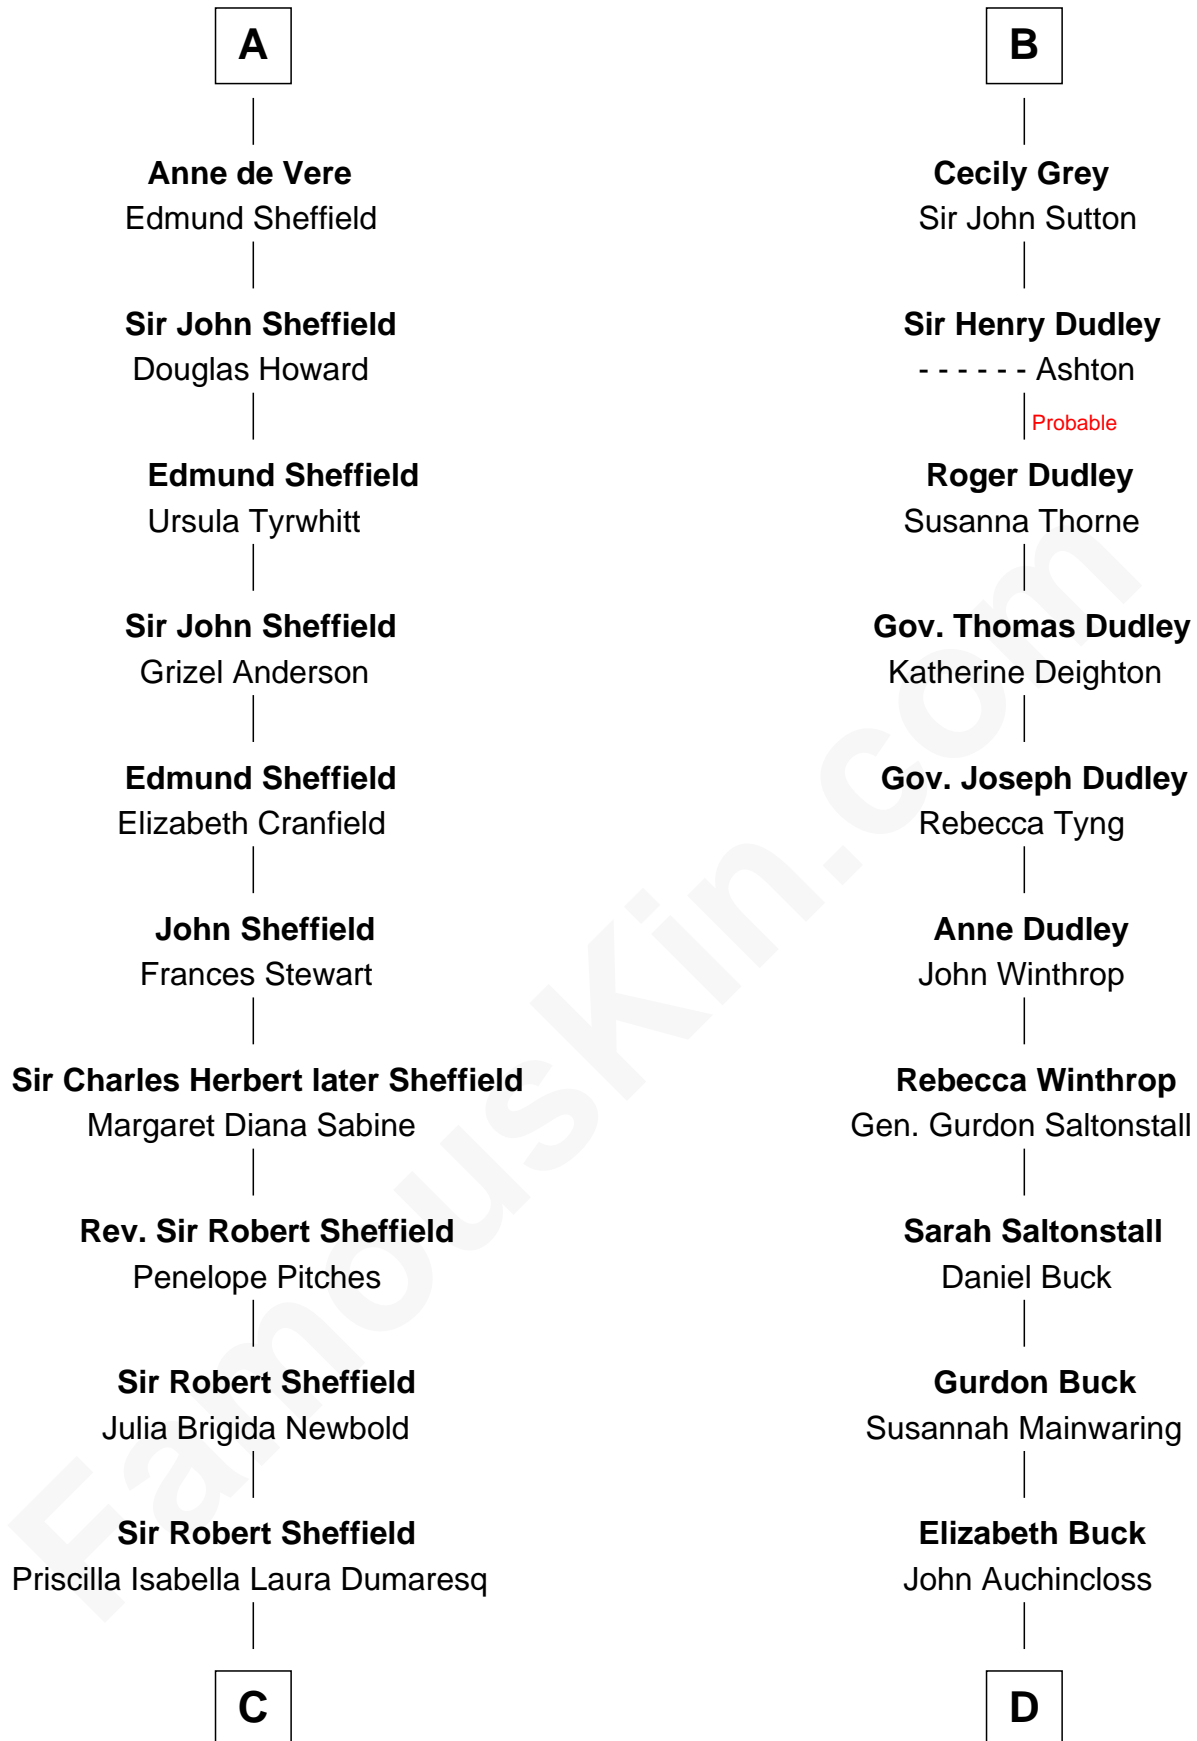 A
Anne de Vere
Edmund Sheffield
Sir John Sheffield
Douglas Howard
Edmund Sheffield
Ursula Tyrwhitt
Sir John Sheffield
Grizel Anderson
Edmund Sheffield
Elizabeth Cranfield
John Sheffield
Frances Stewart
Sir Charles Herbert later Sheffield
Margaret Diana Sabine
Rev. Sir Robert Sheffield
Penelope Pitches
Sir Robert Sheffield
Julia Brigida Newbold
Sir Robert Sheffield
Priscilla Isabella Laura Dumaresq
C
B
Cecily Grey
Sir John Sutton
Sir Henry Dudley
- - - - - - Ashton
Probable
Roger Dudley
Susanna Thorne
Gov. Thomas Dudley
Katherine Deighton
Gov. Joseph Dudley
Rebecca Tyng
Anne Dudley
John Winthrop
Rebecca Winthrop
Gen. Gurdon Saltonstall
Sarah Saltonstall
Daniel Buck
Gurdon Buck
Susannah Mainwaring
Elizabeth Buck
John Auchincloss
D
FamousKin.com